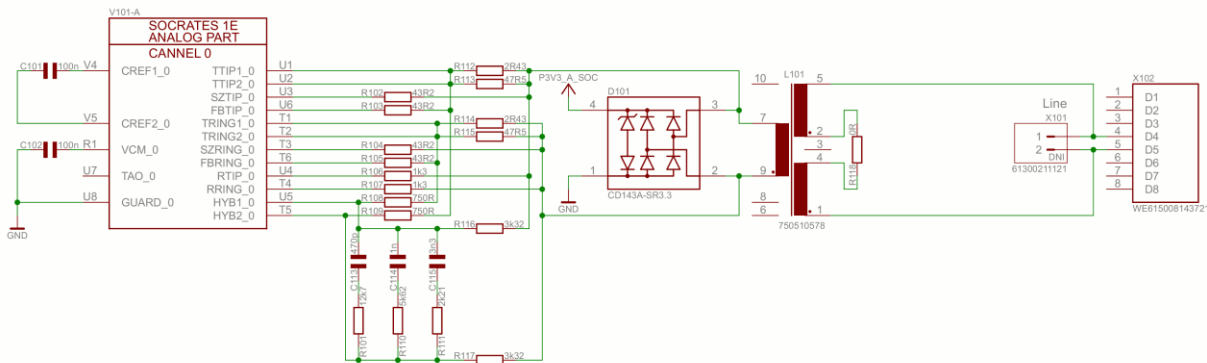 V101-A
SOCRATES 1E
ANALOG PART
CANNEL 0
C101 100n V4 CREF1_0
V5 CREF2_0
C102 100n R1 VCM_0
U7 TAO_0
U8 GUARD_0
GND
TTIP1_0 U1
TTIP2_0 U2
SZTIP_0 U3
FBTIP_0 U6
TRING1_0 T1
TRING2_0 T2
SZRING_0 T3
FBRING_0 T6
RTIP_0 U4
RRING_0 T4
HYB1_0 U5
HYB2_0 T5
R102 43R2
R103 43R2
R104 43R2
R105 43R2
R106 1k3
R107 1k3
R108 750R
R109 750R
R112 2R43
R113 47R5
R114 2R43
R115 47R5
R116 3k32
R117 3k32
C113 470p
C114 1n
C115 3n3
R101 12k7
R110 5k62
R111 2k21
P3V3_A_SOC
D101
4 3
1 2
CD143A-SR3.3
GND
L101
10 5
7 2
3
9 4
8
6 1
750510578
R118 0R
Line
X101
1
2
DNI
61300211121
X102
1 D1
2 D2
3 D3
4 D4
5 D5
6 D6
7 D7
8 D8
WE615008143721